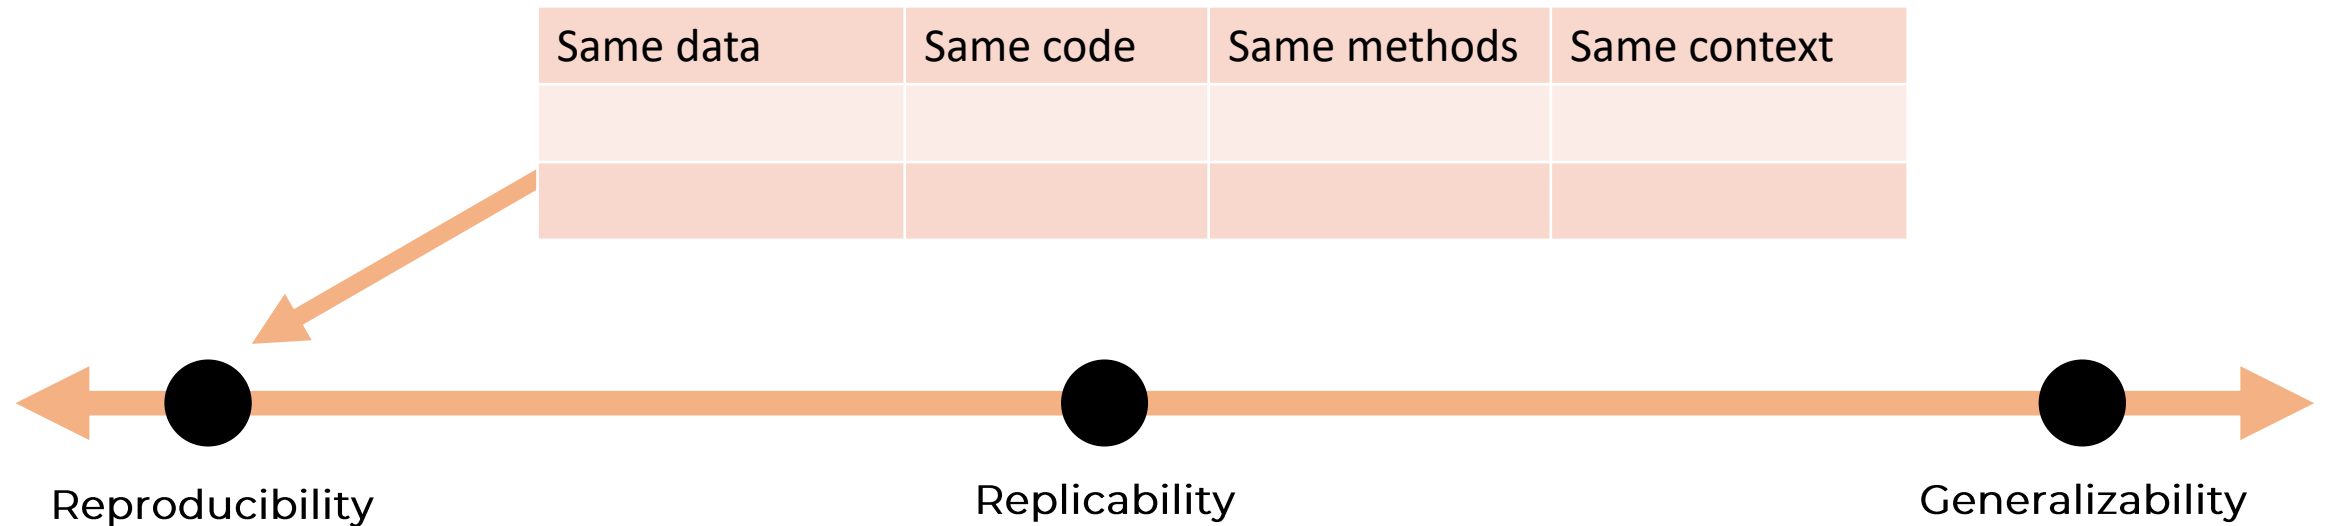 Same data Same code Same methods Same context
Reproducibility Replicability Generalizability